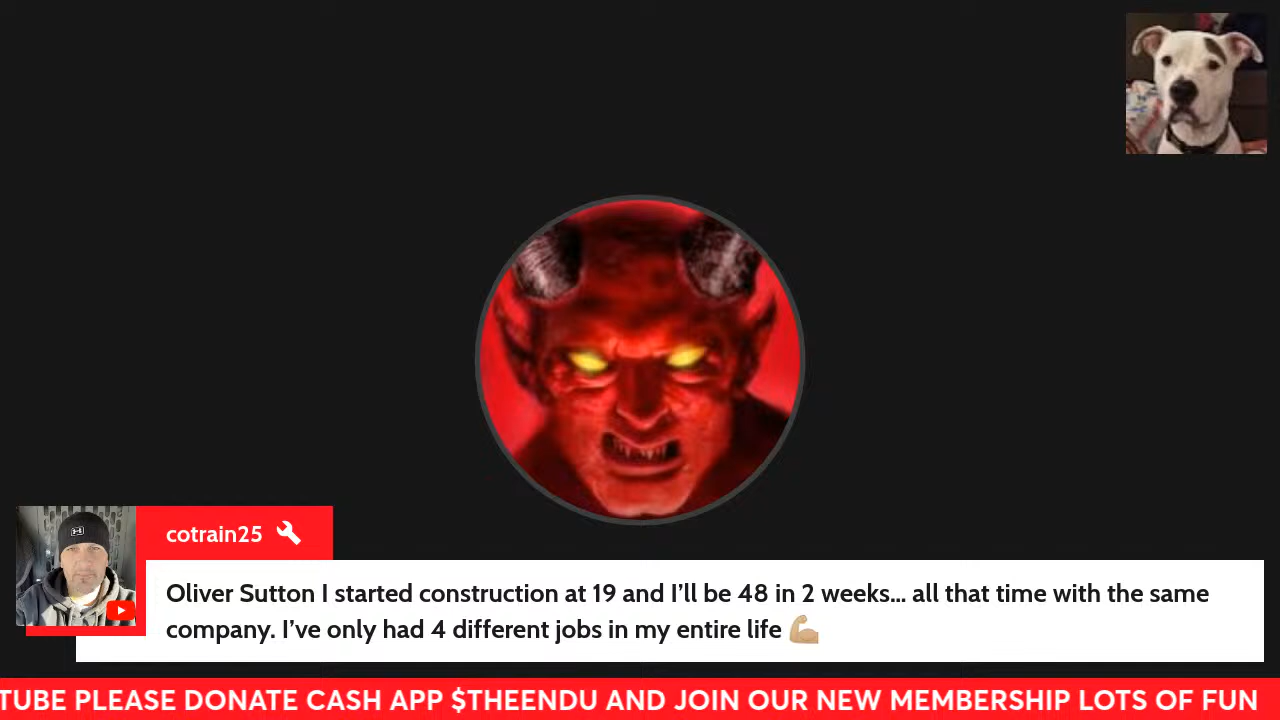 cotrain25
Oliver Sutton I started construction at 19 and I’ll be 48 in 2 weeks... all that time with the same
company. I’ve only had 4 different jobs in my entire life 💪🏼
TUBE PLEASE DONATE CASH APP $THEENDU AND JOIN OUR NEW MEMBERSHIP LOTS OF FUN